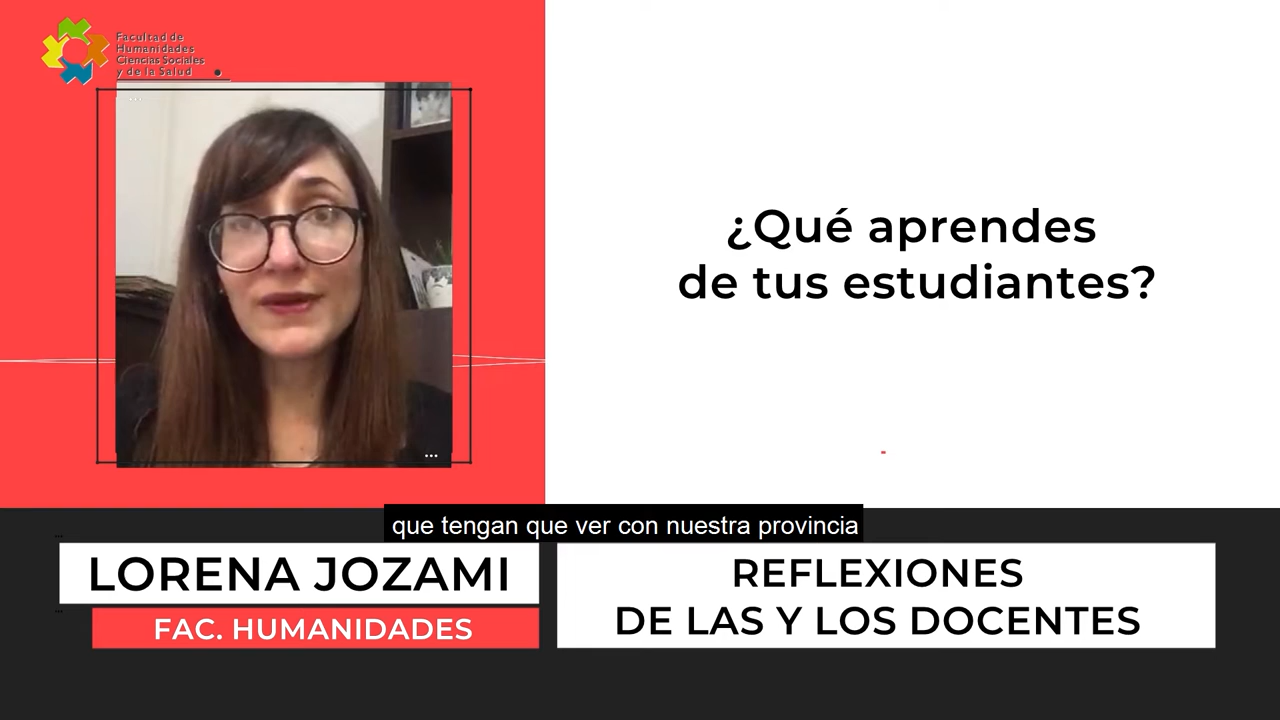 Facultad de
Humanidades
Ciencias Sociales
y de la Salud
¿Qué aprendes
de tus estudiantes?
que tengan que ver con nuestra provincia
LORENA JOZAMI
FAC. HUMANIDADES
REFLEXIONES
DE LAS Y LOS DOCENTES